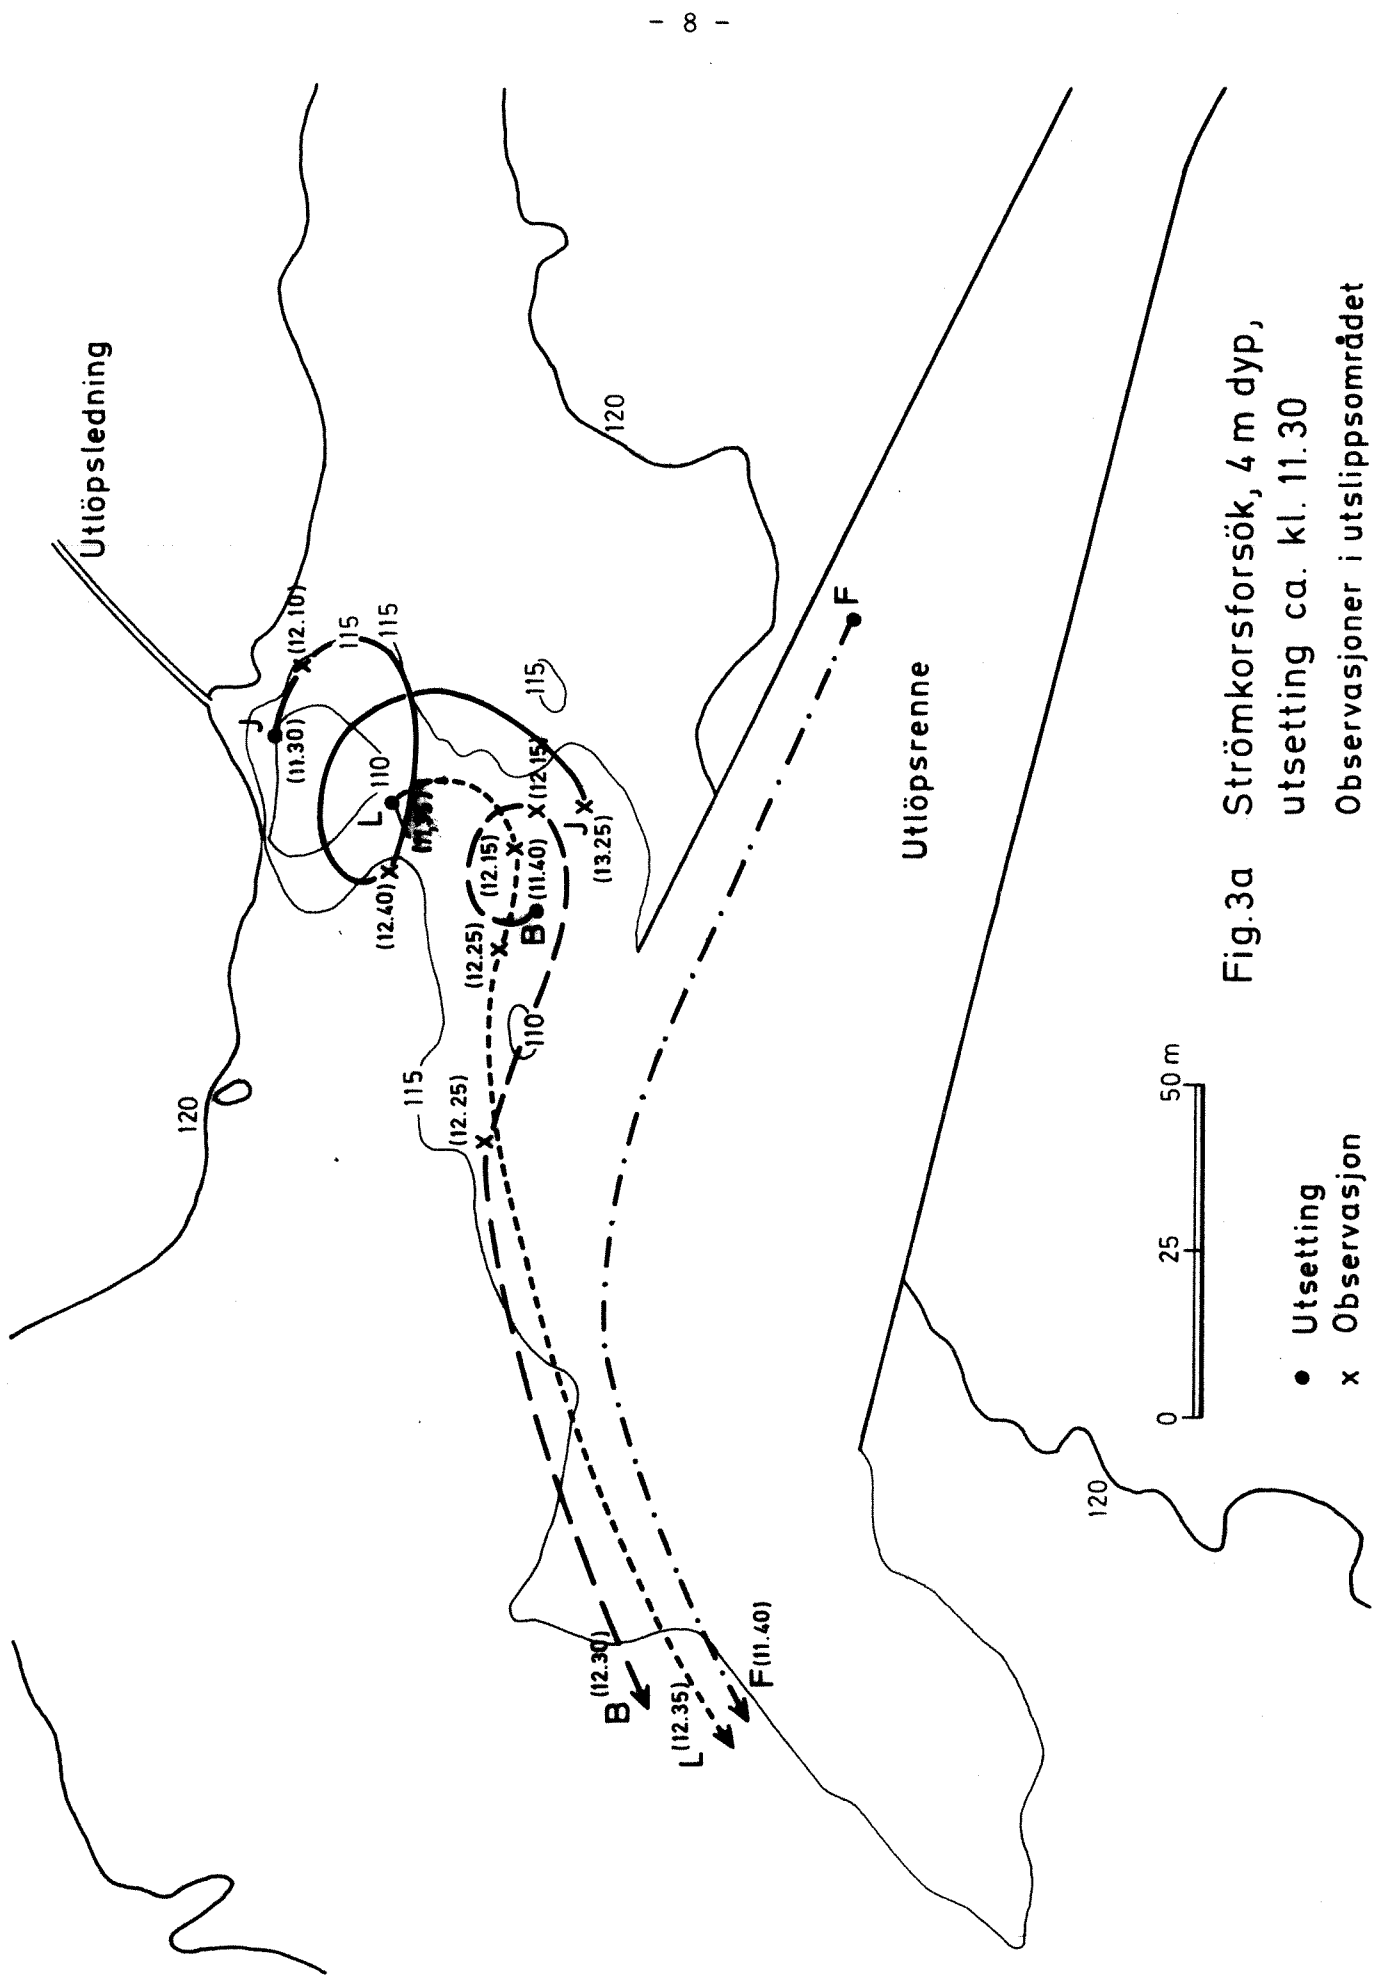 - 8 -
Utlöpsledning
J
(11.30)
(12.10)
115
115
115
L
110
(12.40)
(12.15)
J
(13.25)
(12.15)
B
(11.40)
(12.25)
110
(12.25)
115
120
120
F
Utlöpsrenne
B
(12.30)
L
(12.35)
F
(11.40)
120
0 25 50 m
● Utsetting
x Observasjon
Fig.3a Strömkorsforsök, 4 m dyp,
utsetting ca. kl. 11.30
Observasjoner i utslippsområdet